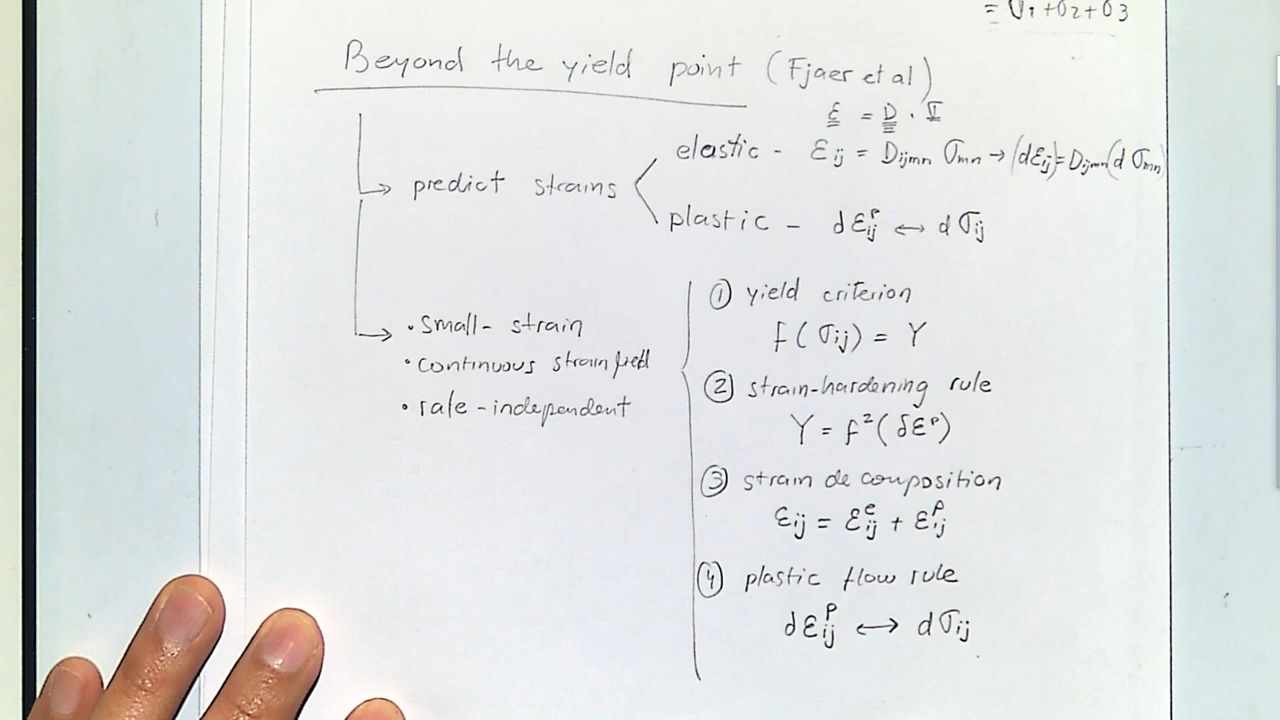 = σ1 + σ2 + σ3
Beyond the yield point (Fjaer et al)
ε = D · σ
elastic - εij = Dijmn σmn → (dεij) = Dijmn (dσmn)
→ predict strains
plastic - dεᵖij ↔ dσij
① yield criterion
→ • small-strain
f(σij) = Y
• continuous strain field
② strain-hardening rule
• rate-independent
Y = f²(δεᵖ)
③ strain decomposition
εij = εᵉij + εᵖij
④ plastic flow rule
dεᵖij ↔ dσij